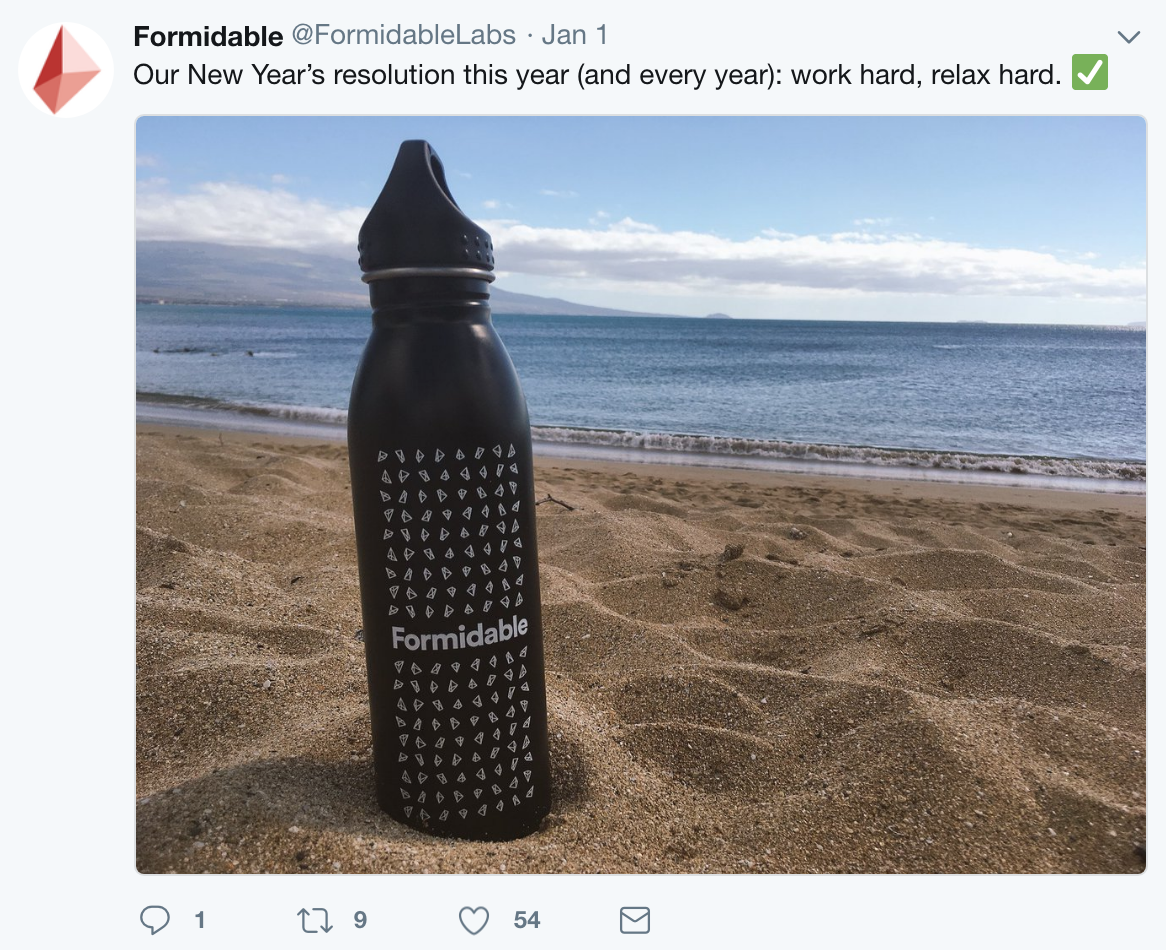 Formidable @FormidableLabs · Jan 1
Our New Year’s resolution this year (and every year): work hard, relax hard. ✅
Formidable
1 9 54